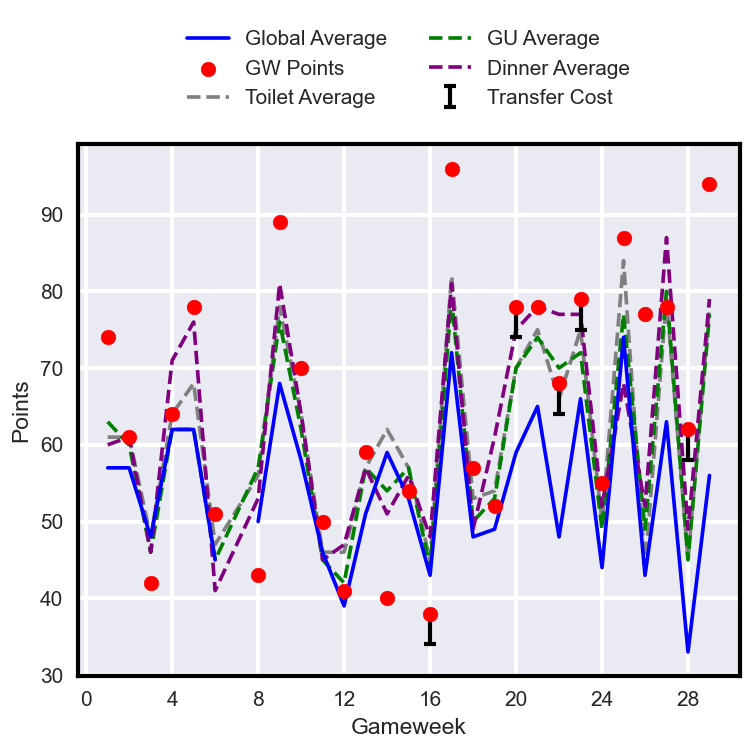 Global Average
GW Points
Toilet Average
GU Average
Dinner Average
Transfer Cost
Points
90
80
70
60
50
40
30
0 4 8 12 16 20 24 28
Gameweek